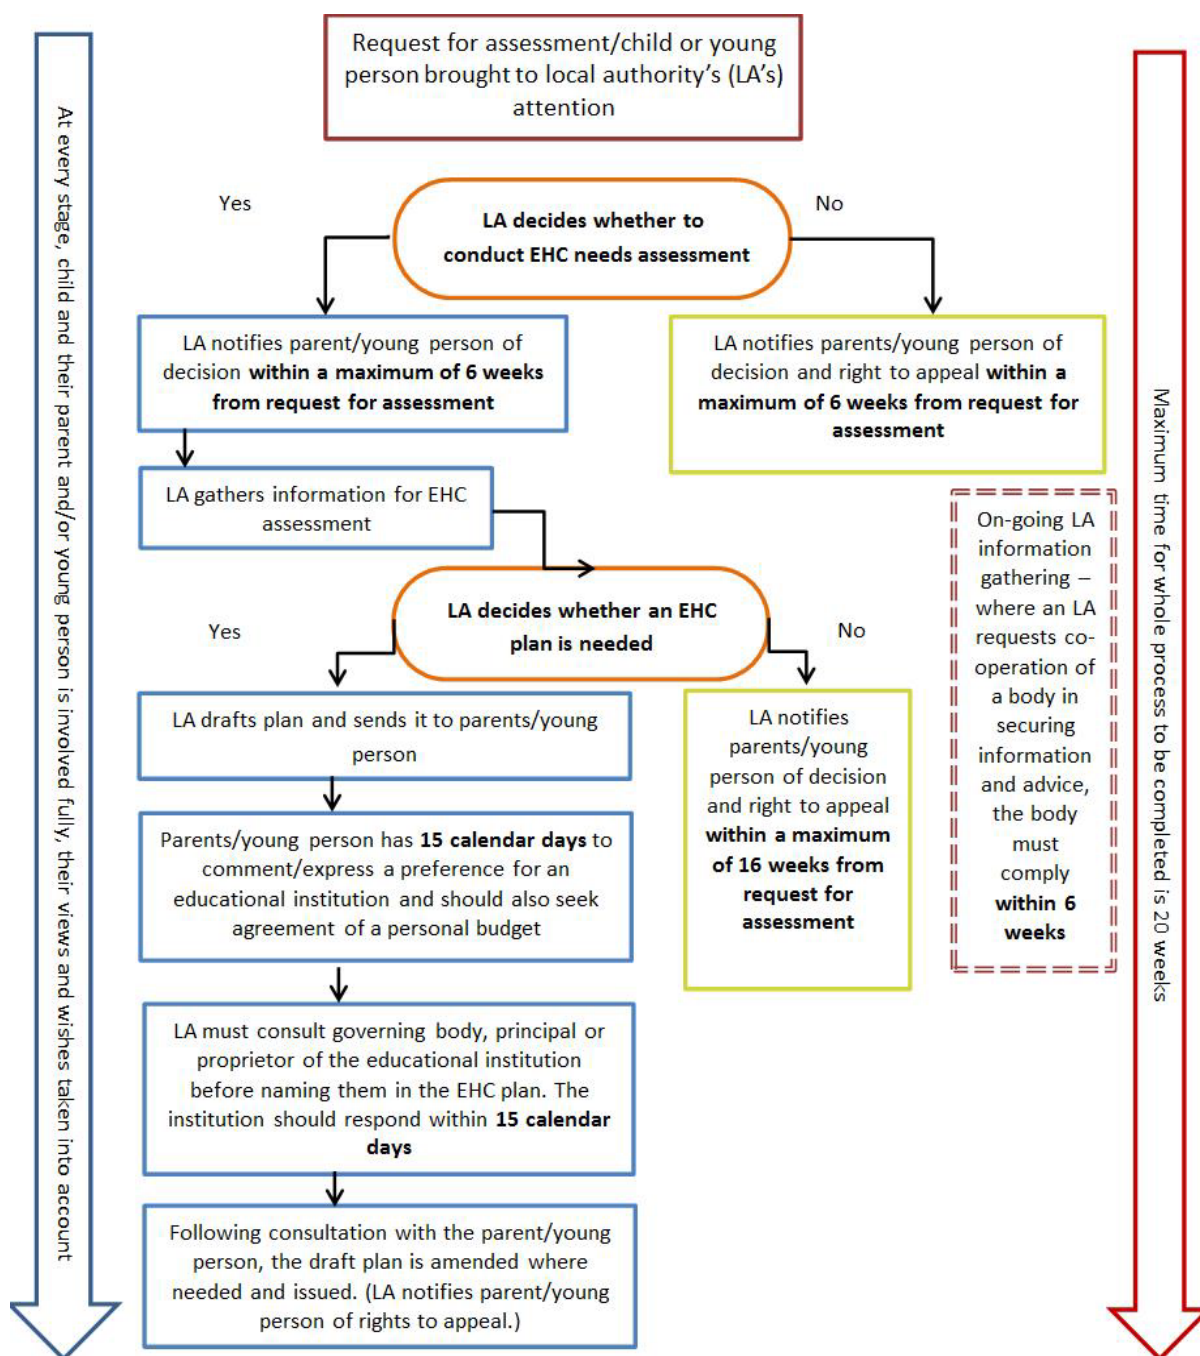 Request for assessment/child or young
person brought to local authority's (LA's)
attention
Yes
No
LA decides whether to
conduct EHC needs assessment
LA notifies parent/young person of
decision within a maximum of 6 weeks
from request for assessment
LA notifies parents/young person of
decision and right to appeal within a
maximum of 6 weeks from request for
assessment
LA gathers information for EHC
assessment
On-going LA
information
gathering –
where an LA
requests co-
operation of
a body in
securing
information
and advice,
the body
must
comply
within 6
weeks
LA decides whether an EHC
plan is needed
Yes
No
LA drafts plan and sends it to parents/young
person
LA notifies
parents/young
person of decision
and right to appeal
within a maximum
of 16 weeks from
request for
assessment
Parents/young person has 15 calendar days to
comment/express a preference for an
educational institution and should also seek
agreement of a personal budget
LA must consult governing body, principal or
proprietor of the educational institution
before naming them in the EHC plan. The
institution should respond within 15 calendar
days
Following consultation with the parent/young
person, the draft plan is amended where
needed and issued. (LA notifies parent/young
person of rights to appeal.)
At every stage, child and their parent and/or young person is involved fully, their views and wishes taken into account
Maximum time for whole process to be completed is 20 weeks